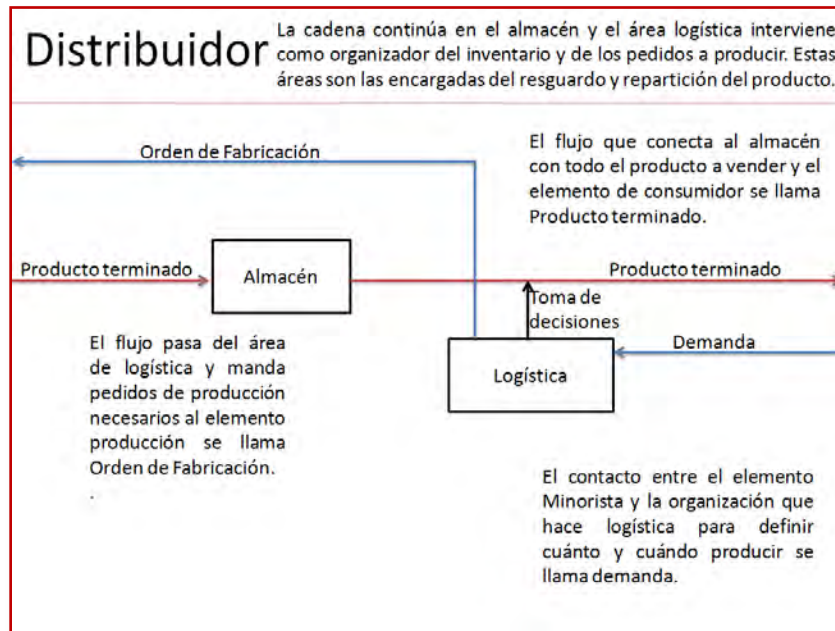 Distribuidor
La cadena continúa en el almacén y el área logística interviene
como organizador del inventario y de los pedidos a producir. Estas
áreas son las encargadas del resguardo y repartición del producto.
Orden de Fabricación
El flujo que conecta al almacén
con todo el producto a vender y el
elemento de consumidor se llama
Producto terminado.
Producto terminado
Almacén
Producto terminado
Toma de
decisiones
Demanda
Logística
El flujo pasa del área
de logística y manda
pedidos de producción
necesarios al elemento
producción se llama
Orden de Fabricación.
.
El contacto entre el elemento
Minorista y la organización que
hace logística para definir
cuánto y cuándo producir se
llama demanda.